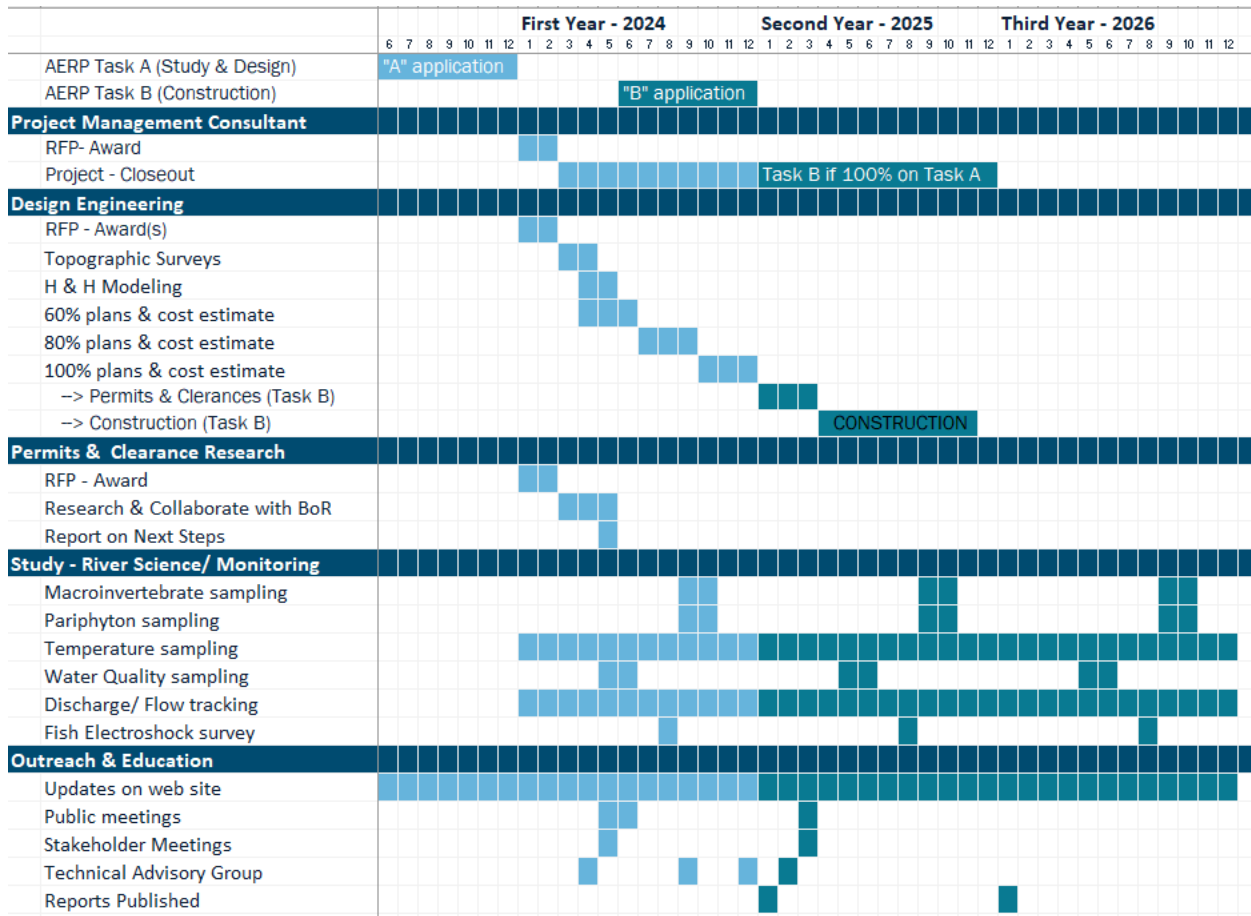 First Year - 2024 Second Year - 2025 Third Year - 2026
6 7 8 9 10 11 12 1 2 3 4 5 6 7 8 9 10 11 12 1 2 3 4 5 6 7 8 9 10 11 12 1 2 3 4 5 6 7 8 9 10 11 12
AERP Task A (Study & Design) "A" application
AERP Task B (Construction) "B" application
Project Management Consultant
RFP- Award
Project - Closeout Task B if 100% on Task A
Design Engineering
RFP - Award(s)
Topographic Surveys
H & H Modeling
60% plans & cost estimate
80% plans & cost estimate
100% plans & cost estimate
--> Permits & Clerances (Task B)
--> Construction (Task B) CONSTRUCTION
Permits & Clearance Research
RFP - Award
Research & Collaborate with BoR
Report on Next Steps
Study - River Science/ Monitoring
Macroinvertebrate sampling
Pariphyton sampling
Temperature sampling
Water Quality sampling
Discharge/ Flow tracking
Fish Electroshock survey
Outreach & Education
Updates on web site
Public meetings
Stakeholder Meetings
Technical Advisory Group
Reports Published